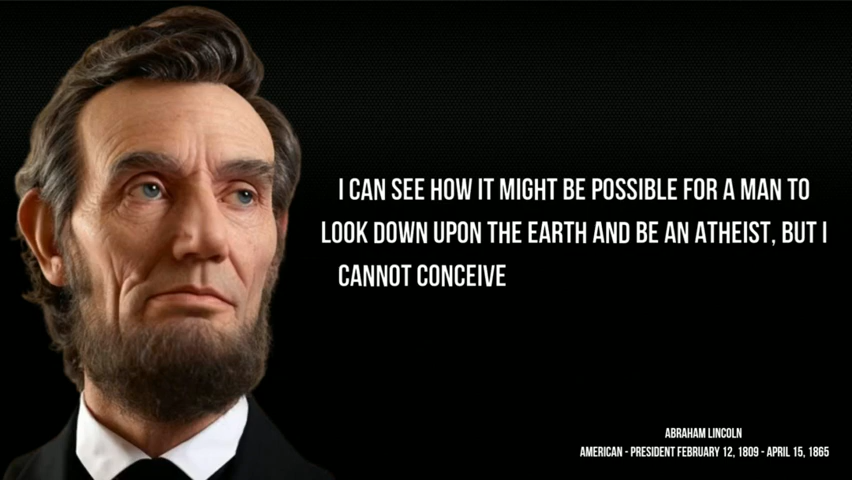 I CAN SEE HOW IT MIGHT BE POSSIBLE FOR A MAN TO
LOOK DOWN UPON THE EARTH AND BE AN ATHEIST, BUT I
CANNOT CONCEIVE
ABRAHAM LINCOLN
AMERICAN - PRESIDENT FEBRUARY 12, 1809 - APRIL 15, 1865